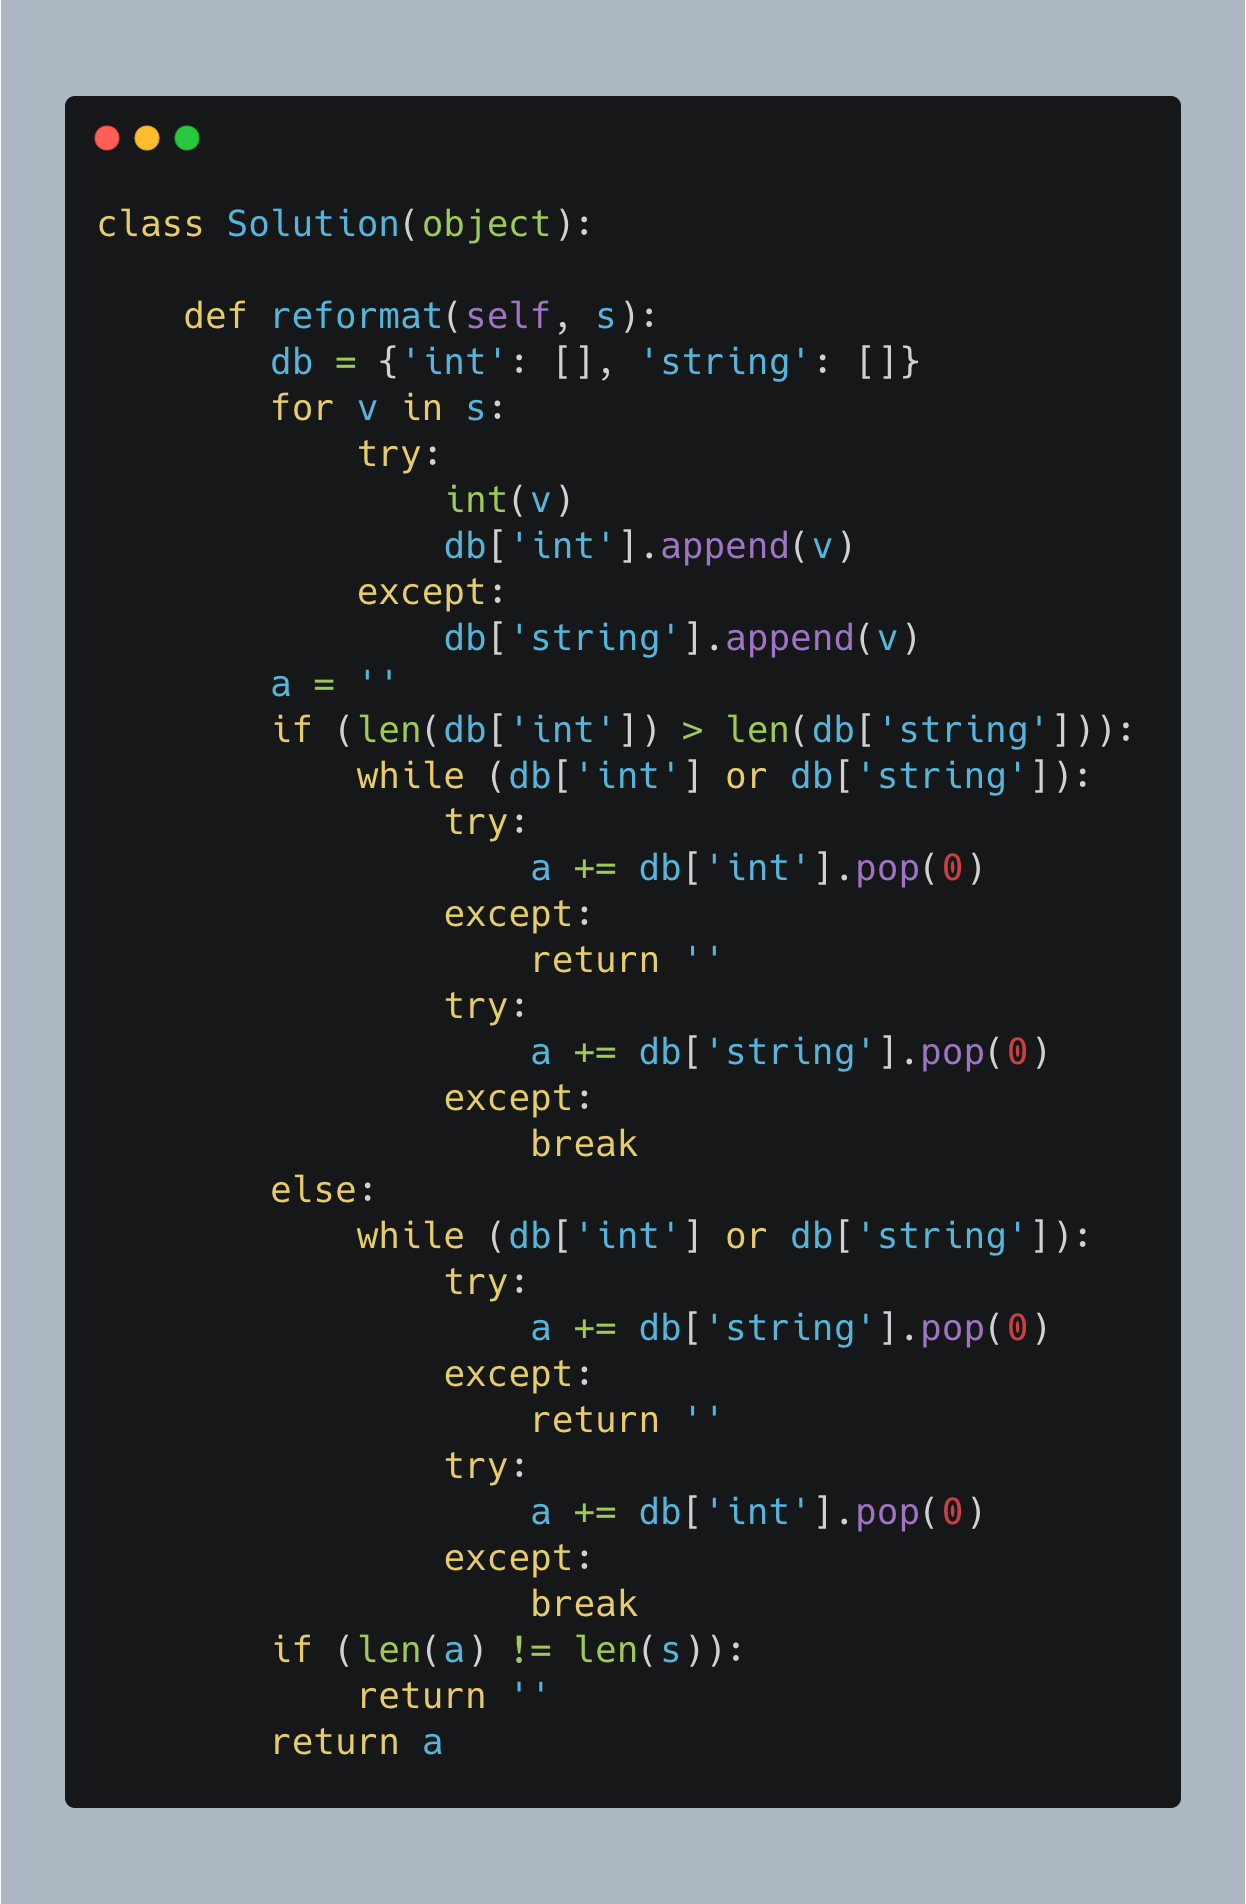 class Solution(object):

    def reformat(self, s):
        db = {'int': [], 'string': []}
        for v in s:
            try:
                int(v)
                db['int'].append(v)
            except:
                db['string'].append(v)
        a = ''
        if (len(db['int']) > len(db['string'])):
            while (db['int'] or db['string']):
                try:
                    a += db['int'].pop(0)
                except:
                    return ''
                try:
                    a += db['string'].pop(0)
                except:
                    break
        else:
            while (db['int'] or db['string']):
                try:
                    a += db['string'].pop(0)
                except:
                    return ''
                try:
                    a += db['int'].pop(0)
                except:
                    break
        if (len(a) != len(s)):
            return ''
        return a